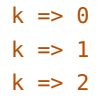 k => 0
k => 1
k => 2